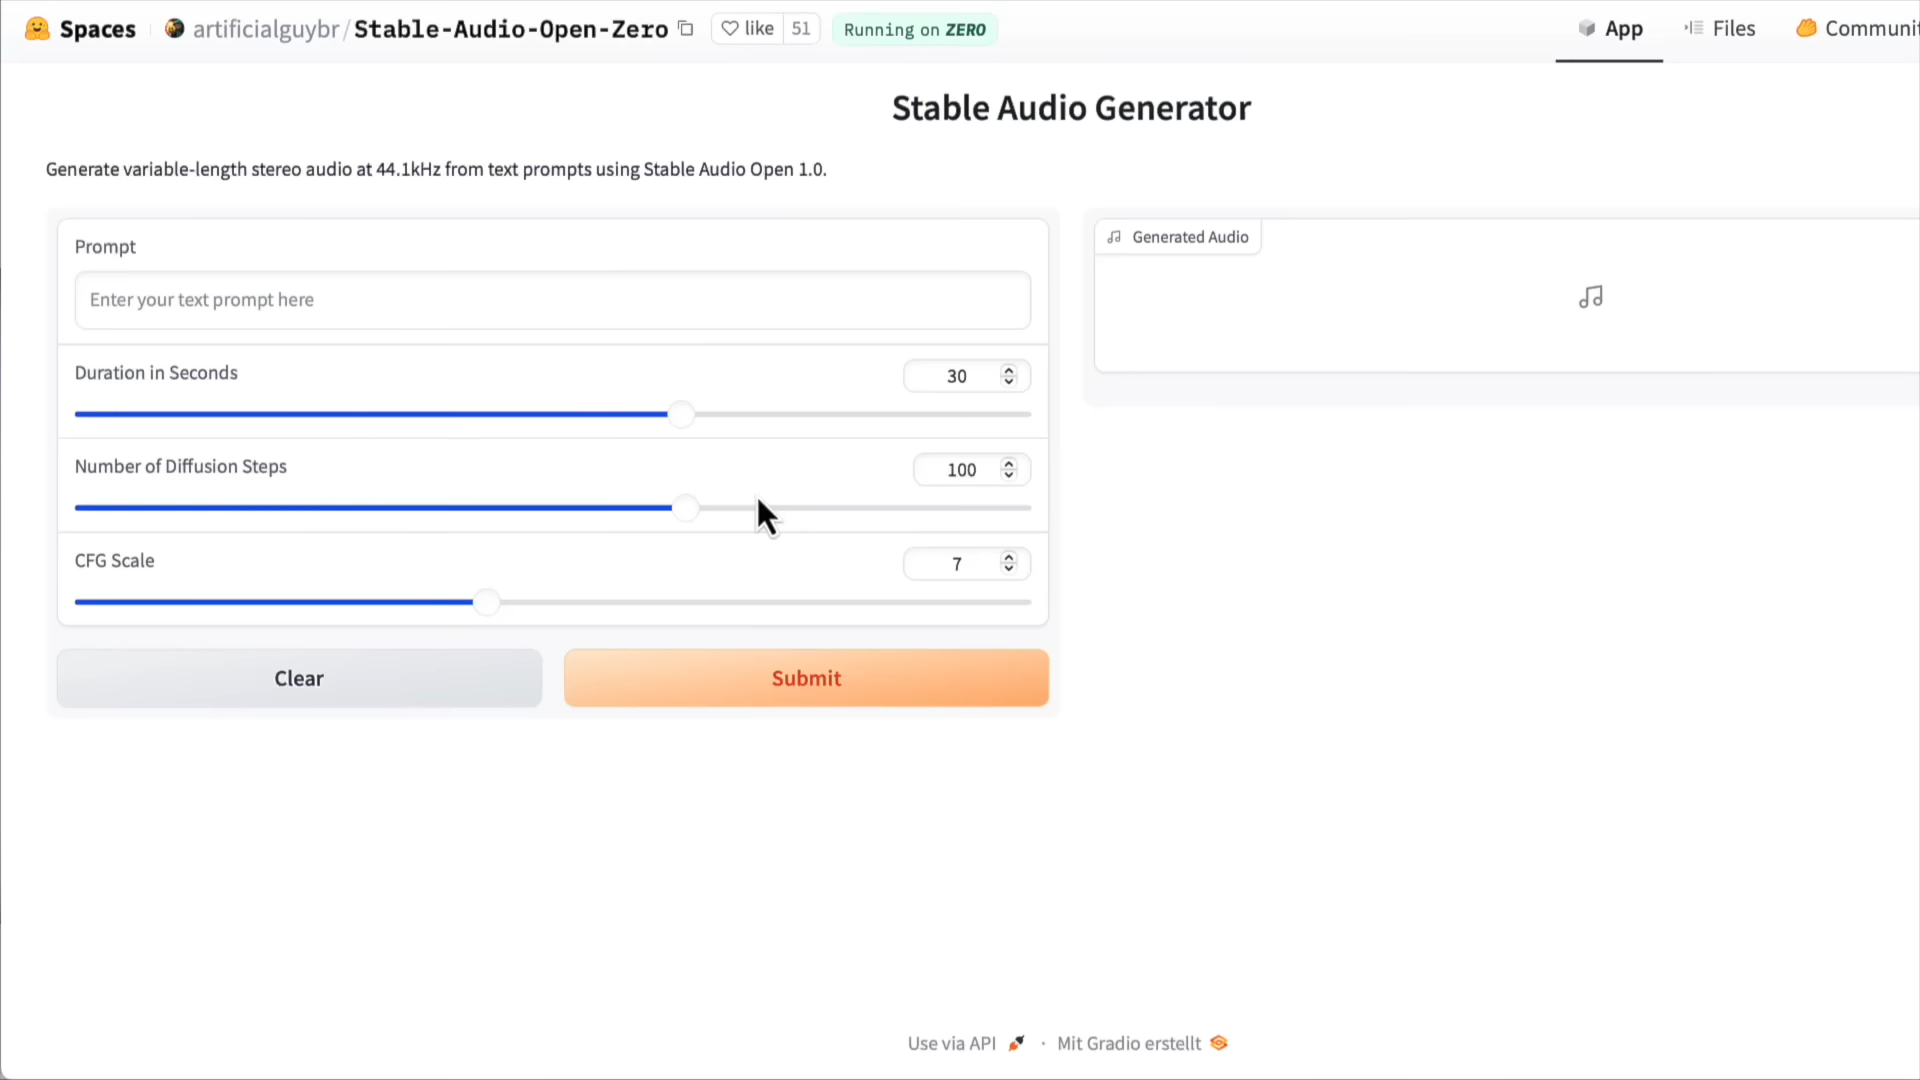 Spaces artificialguybr/Stable-Audio-Open-Zero like 51 Running on ZERO App Files Communit
Stable Audio Generator
Generate variable-length stereo audio at 44.1kHz from text prompts using Stable Audio Open 1.0.
Prompt
Enter your text prompt here
Duration in Seconds 30
Number of Diffusion Steps 100
CFG Scale 7
Clear Submit
Generated Audio
Use via API · Mit Gradio erstellt